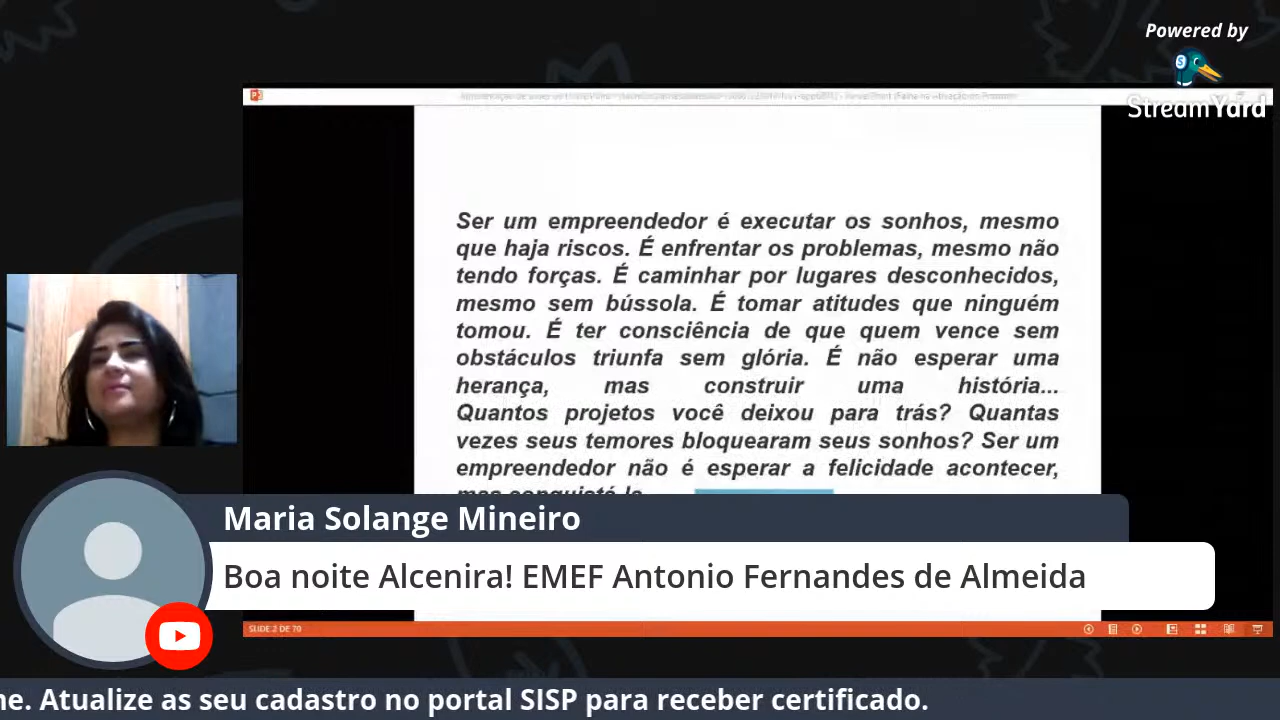 Powered by
StreamYard
Ser um empreendedor é executar os sonhos, mesmo
que haja riscos. É enfrentar os problemas, mesmo não
tendo forças. É caminhar por lugares desconhecidos,
mesmo sem bússola. É tomar atitudes que ninguém
tomou. É ter consciência de que quem vence sem
obstáculos triunfa sem glória. É não esperar uma
herança, mas construir uma história...
Quantos projetos você deixou para trás? Quantas
vezes seus temores bloquearam seus sonhos? Ser um
empreendedor não é esperar a felicidade acontecer,
mas conquistá-la.
Maria Solange Mineiro
Boa noite Alcenira! EMEF Antonio Fernandes de Almeida
SLIDE 2 DE 70
ne. Atualize as seu cadastro no portal SISP para receber certificado.